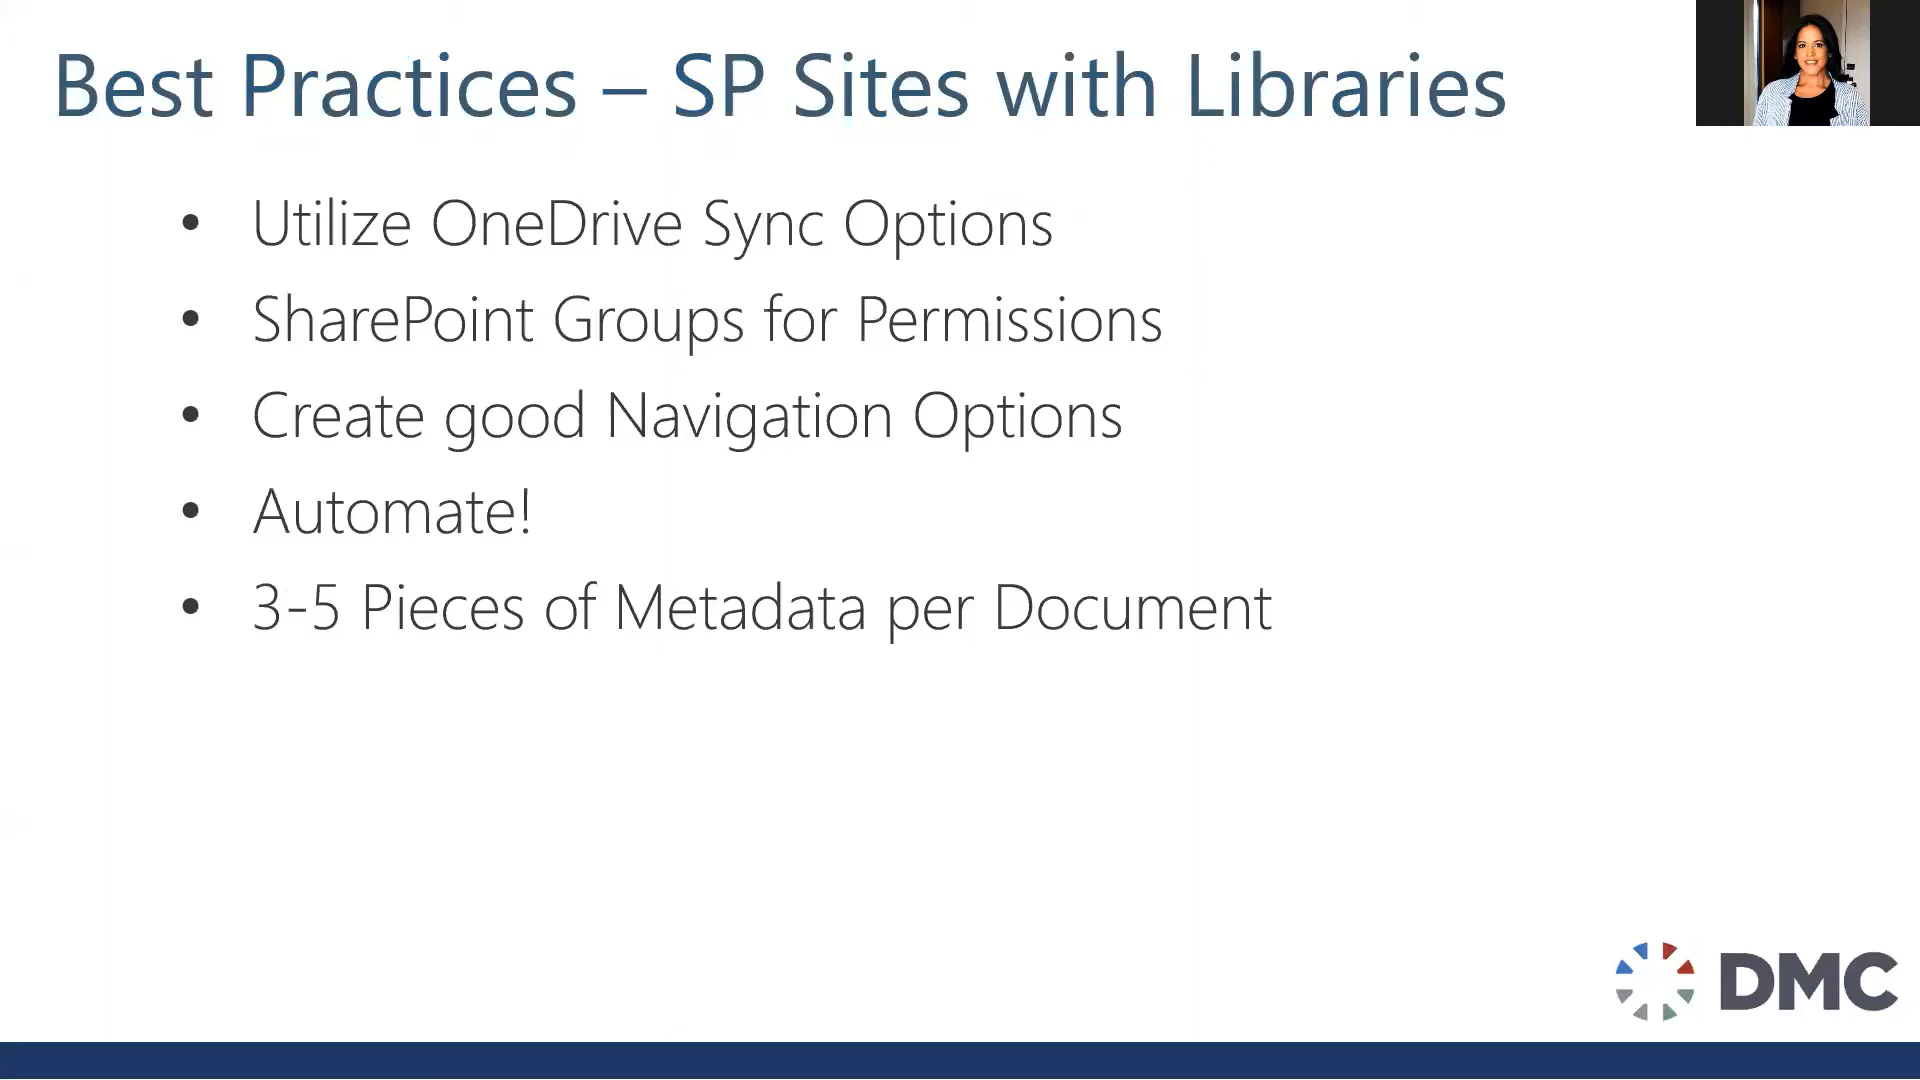 Best Practices – SP Sites with Libraries
• Utilize OneDrive Sync Options
• SharePoint Groups for Permissions
• Create good Navigation Options
• Automate!
• 3-5 Pieces of Metadata per Document
DMC